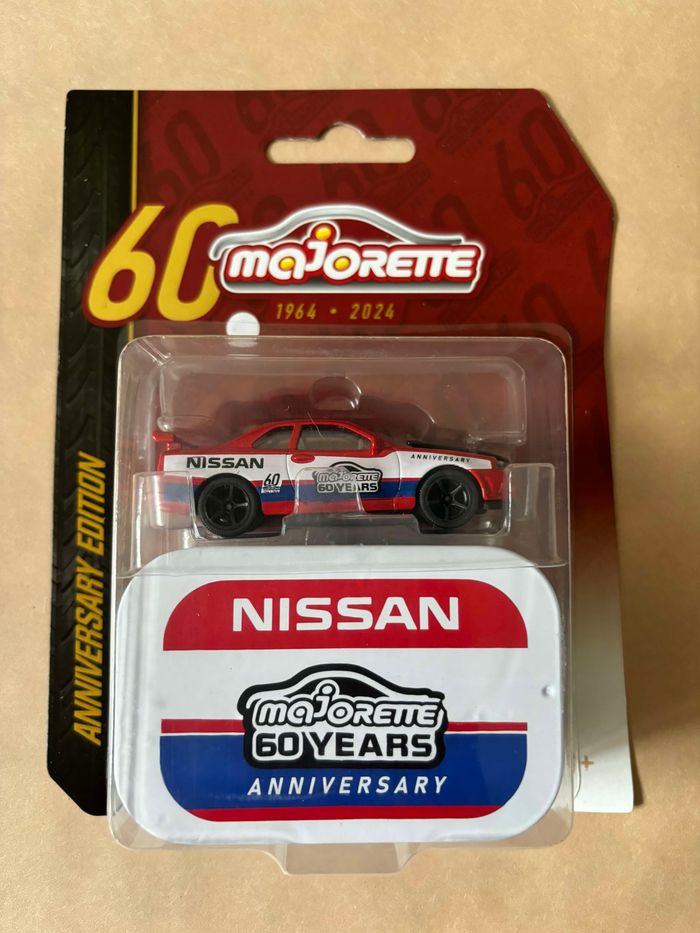 60 MAJORETTE
1964 • 2024
ANNIVERSARY EDITION
NISSAN
60
ANNIVERSARY
MAJORETTE
60 YEARS
NISSAN
MAJORETTE
60 YEARS
ANNIVERSARY
+